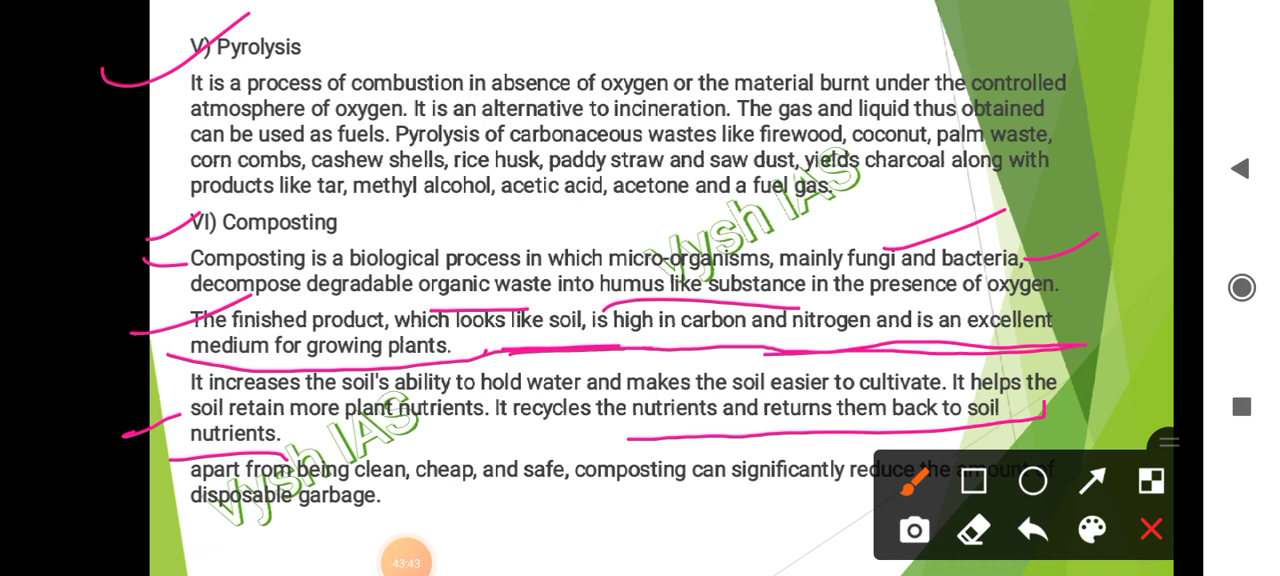 V) Pyrolysis
It is a process of combustion in absence of oxygen or the material burnt under the controlled
atmosphere of oxygen. It is an alternative to incineration. The gas and liquid thus obtained
can be used as fuels. Pyrolysis of carbonaceous wastes like firewood, coconut, palm waste,
corn combs, cashew shells, rice husk, paddy straw and saw dust, yields charcoal along with
products like tar, methyl alcohol, acetic acid, acetone and a fuel gas.
VI) Composting
Composting is a biological process in which micro-organisms, mainly fungi and bacteria,
decompose degradable organic waste into humus like substance in the presence of oxygen.
The finished product, which looks like soil, is high in carbon and nitrogen and is an excellent
medium for growing plants.
It increases the soil's ability to hold water and makes the soil easier to cultivate. It helps the
soil retain more plant nutrients. It recycles the nutrients and returns them back to soil
nutrients.
apart from being clean, cheap, and safe, composting can significantly reduce the amount of
disposable garbage.
Vysh IAS
Vysh IAS
43:43